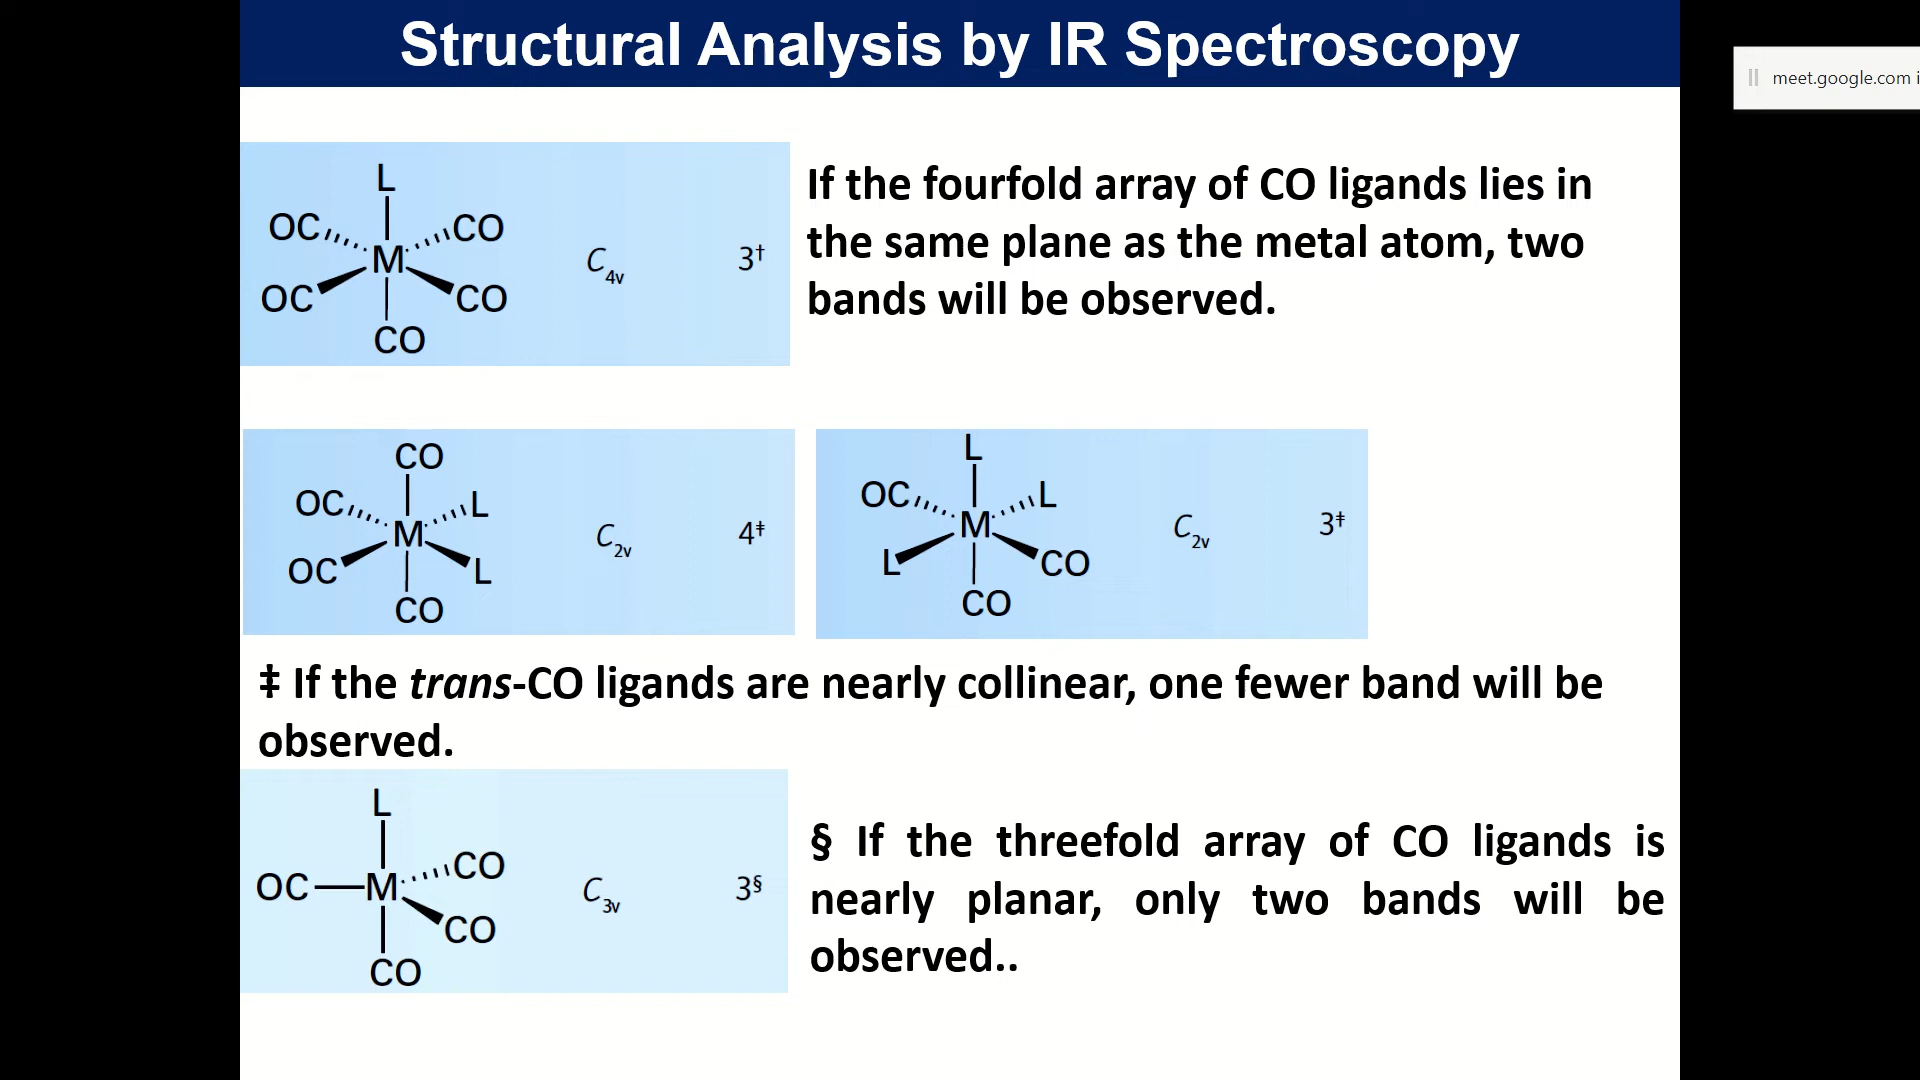 Structural Analysis by IR Spectroscopy
meet.google.com i
L
OC CO
M
OC CO
CO
C4v 3†
If the fourfold array of CO ligands lies in
the same plane as the metal atom, two
bands will be observed.
CO
OC L
M
OC L
CO
C2v 4‡
L
OC L
M
L CO
CO
C2v 3‡
‡ If the trans-CO ligands are nearly collinear, one fewer band will be
observed.
L
CO
OC M
CO
CO
C3v 3§
§ If the threefold array of CO ligands is
nearly planar, only two bands will be
observed..